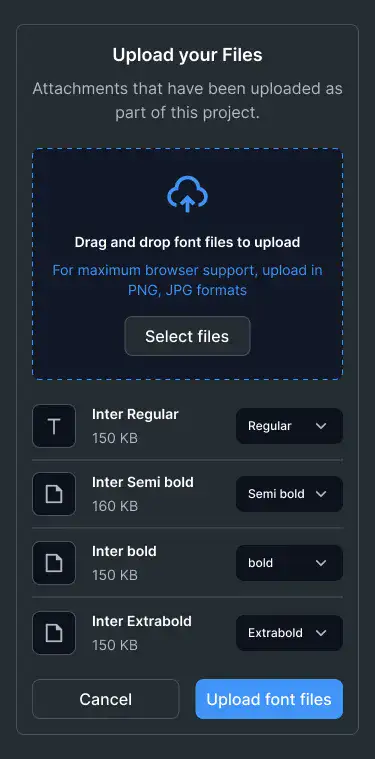 Upload your Files
Attachments that have been uploaded as
part of this project.
Drag and drop font files to upload
For maximum browser support, upload in
PNG, JPG formats
Select files
Inter Regular
150 KB
Regular
Inter Semi bold
160 KB
Semi bold
Inter bold
150 KB
bold
Inter Extrabold
150 KB
Extrabold
Cancel
Upload font files